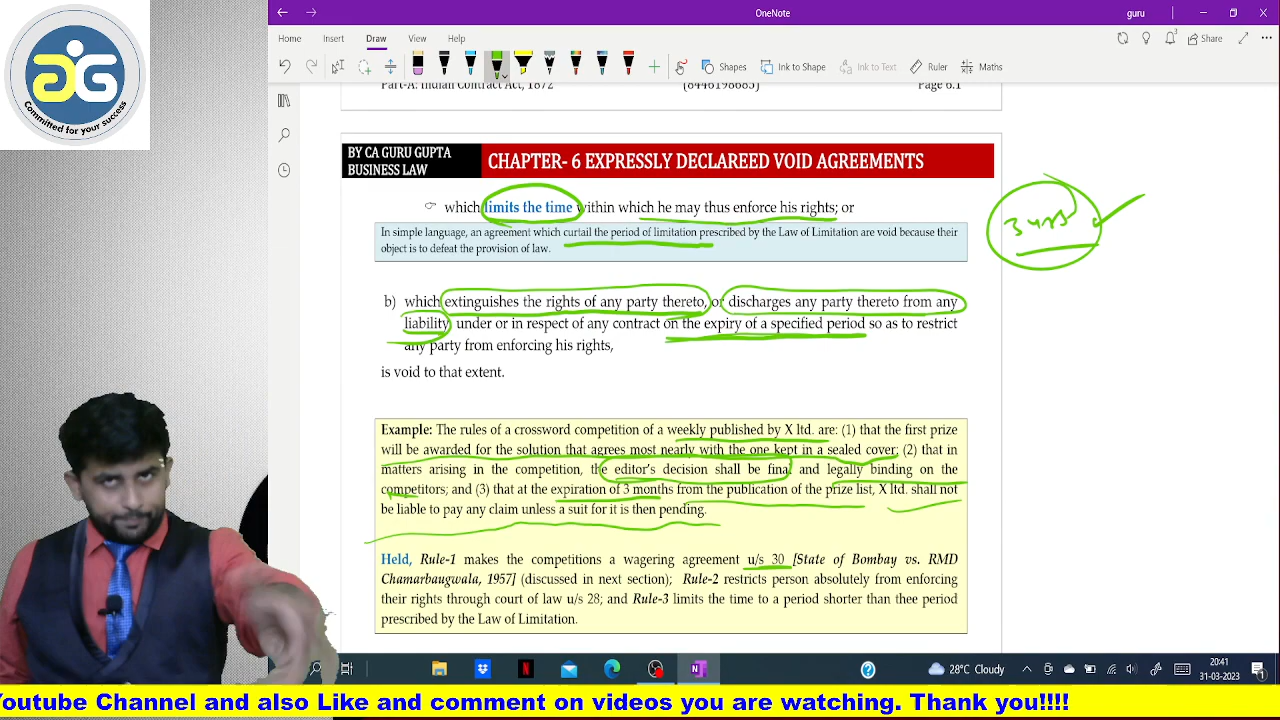 Committed for your success
OneNote
guru
Home
Insert
Draw
View
Help
Share
Shapes
Ink to Shape
Ink to Text
Ruler
Maths
Part-A: Indian Contract Act, 1872
(8446198685)
Page 6.1
BY CA GURU GUPTA
BUSINESS LAW
CHAPTER- 6 EXPRESSLY DECLAREED VOID AGREEMENTS
which limits the time within which he may thus enforce his rights; or
In imple language, an agreement which curtail the period of limitation prescribed by the Law of Limitation are void because their
object is to defeat the provision of law.
b) which extinguishes the rights of any party thereto, or discharges any party thereto from any
liability under or in respect of any contract on the expiry of a specified period so as to restrict
any party from enforcing his rights,
is void to that extent.
Example: The rules of a crossword competition of a weekly published by X ltd. are: (1) that the first prize
will be awarded for the solution that agrees most nearly with the one kept in a sealed cover; (2) that in
matters arising in the competition, the editor's decision shall be final and legally binding on the
competitors; and (3) that at the expiration of 3 months from the publication of the prize list, X ltd. shall not
be liable to pay any claim unless a suit for it is then pending.
Held, Rule-1 makes the competitions a wagering agreement u/s 30 [State of Bombay vs. RMD
Chamarbaugwala, 1957] (discussed in next section); Rule-2 restricts person absolutely from enforcing
their rights through court of law u/s 28; and Rule-3 limits the time to a period shorter than thee period
prescribed by the Law of Limitation.
28°C Cloudy
20:41
31-03-2023
Youtube Channel and also Like and comment on videos you are watching. Thank you!!!!